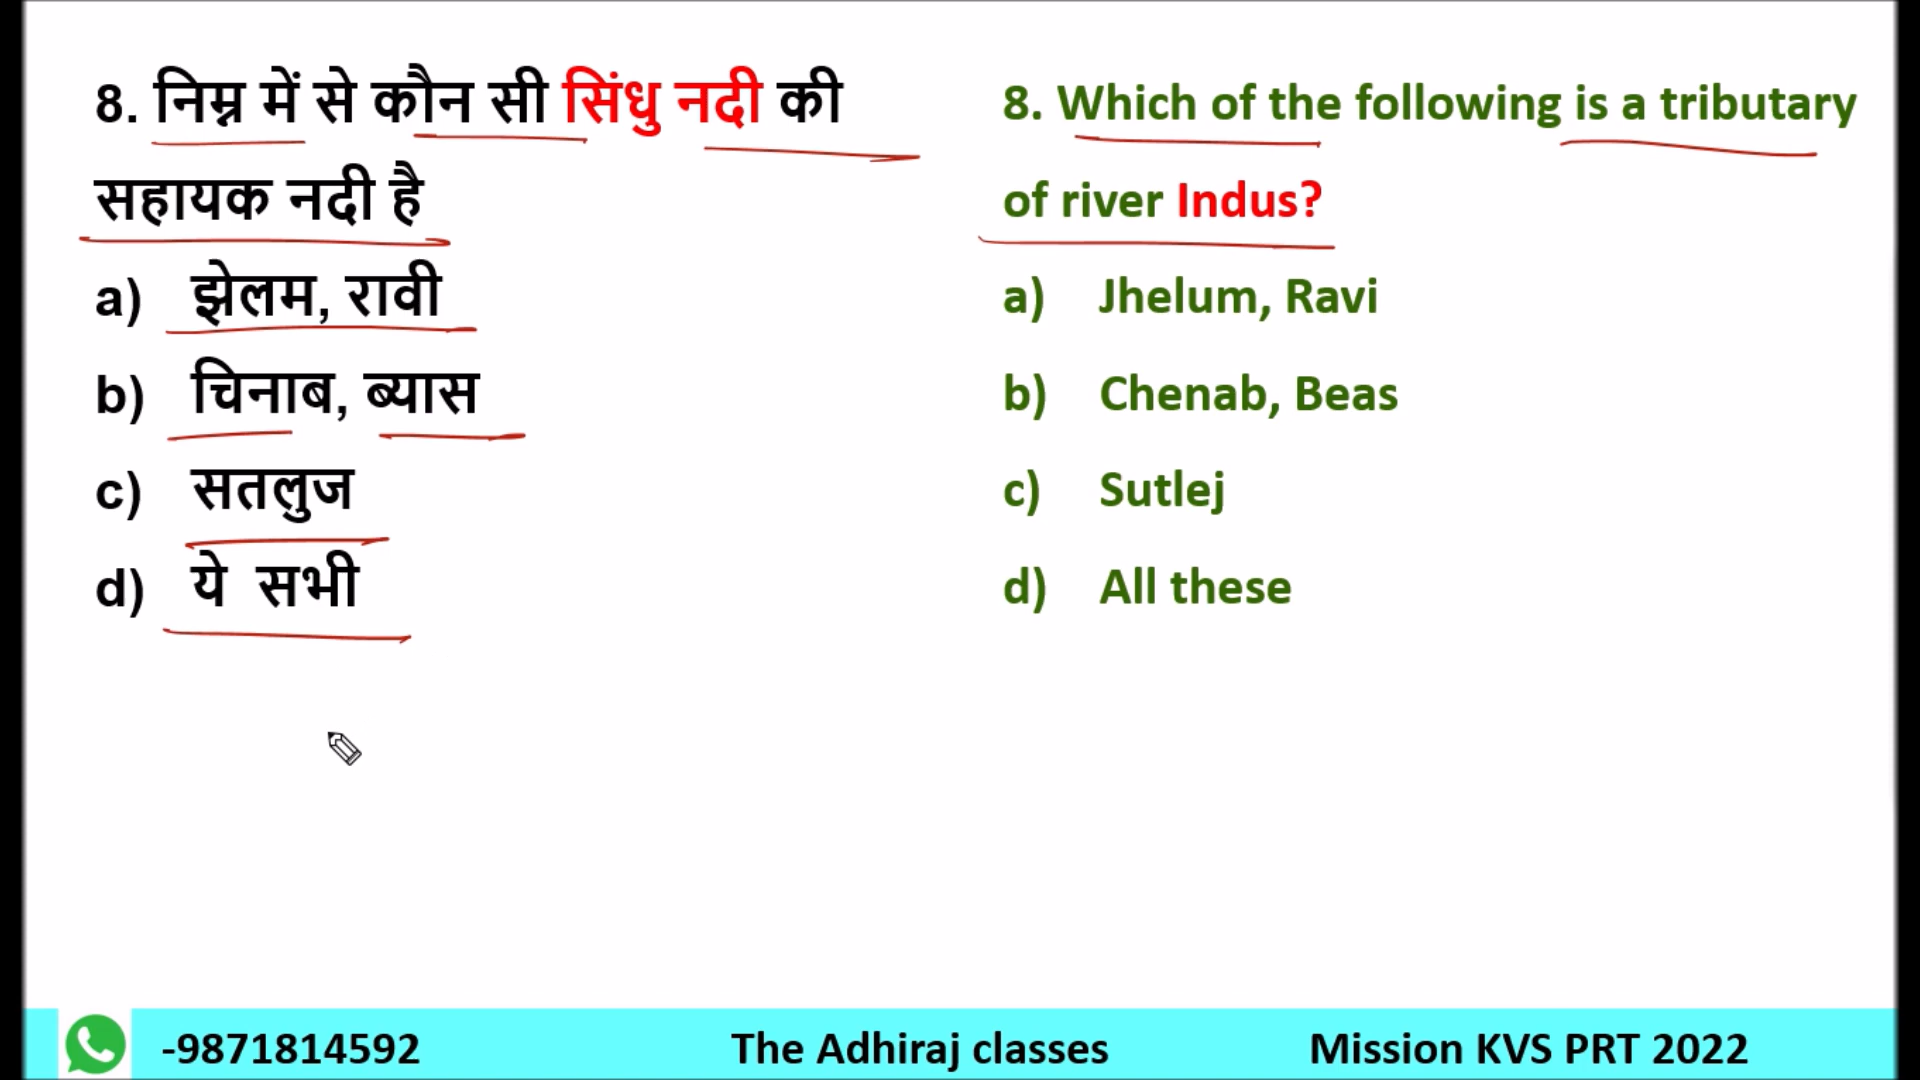 8. निम्न में से कौन सी सिंधु नदी की
सहायक नदी है
a) झेलम, रावी
b) चिनाब, ब्यास
c) सतलुज
d) ये सभी
8. Which of the following is a tributary
of river Indus?
a) Jhelum, Ravi
b) Chenab, Beas
c) Sutlej
d) All these
-9871814592 The Adhiraj classes Mission KVS PRT 2022